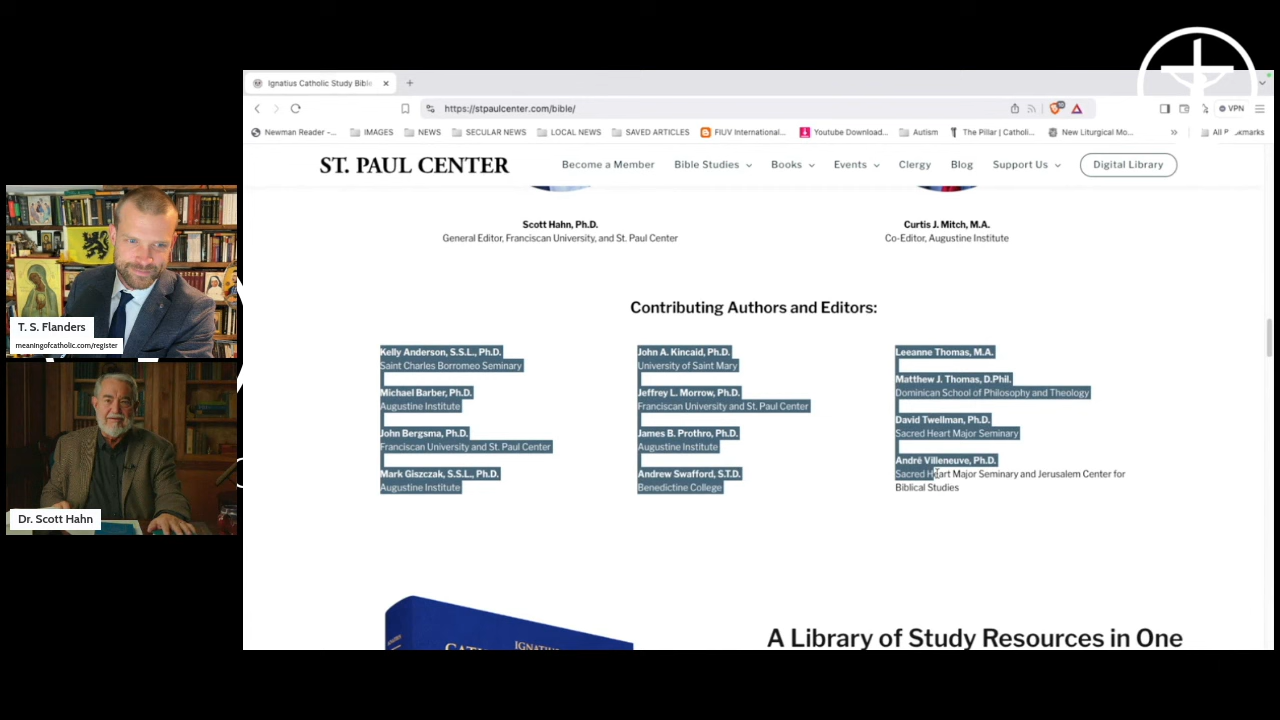 Ignatius Catholic Study Bible
https://stpaulcenter.com/bible/
VPN
Newman Reader -...
IMAGES
NEWS
SECULAR NEWS
LOCAL NEWS
SAVED ARTICLES
FIUV International...
Youtube Download...
Autism
The Pillar | Catholi...
New Liturgical Mo...
»
All
ST. PAUL CENTER
Become a Member
Bible Studies
Books
Events
Clergy
Blog
Support Us
Digital Library
Scott Hahn, Ph.D.
General Editor, Franciscan University, and St. Paul Center
Curtis J. Mitch, M.A.
Co-Editor, Augustine Institute
Contributing Authors and Editors:
Kelly Anderson, S.S.L., Ph.D.
Saint Charles Borromeo Seminary
Michael Barber, Ph.D.
Augustine Institute
John Bergsma, Ph.D.
Franciscan University and St. Paul Center
Mark Giszczak, S.S.L., Ph.D.
Augustine Institute
John A. Kincaid, Ph.D.
University of Saint Mary
Jeffrey L. Morrow, Ph.D.
Franciscan University and St. Paul Center
James B. Prothro, Ph.D.
Augustine Institute
Andrew Swafford, S.T.D.
Benedictine College
Leeanne Thomas, M.A.
Matthew J. Thomas, D.Phil.
Dominican School of Philosophy and Theology
David Twellman, Ph.D.
Sacred Heart Major Seminary
André Villeneuve, Ph.D.
Sacred Heart Major Seminary and Jerusalem Center for
Biblical Studies
A Library of Study Resources in One
T. S. Flanders
meaningofcatholic.com/register
Dr. Scott Hahn